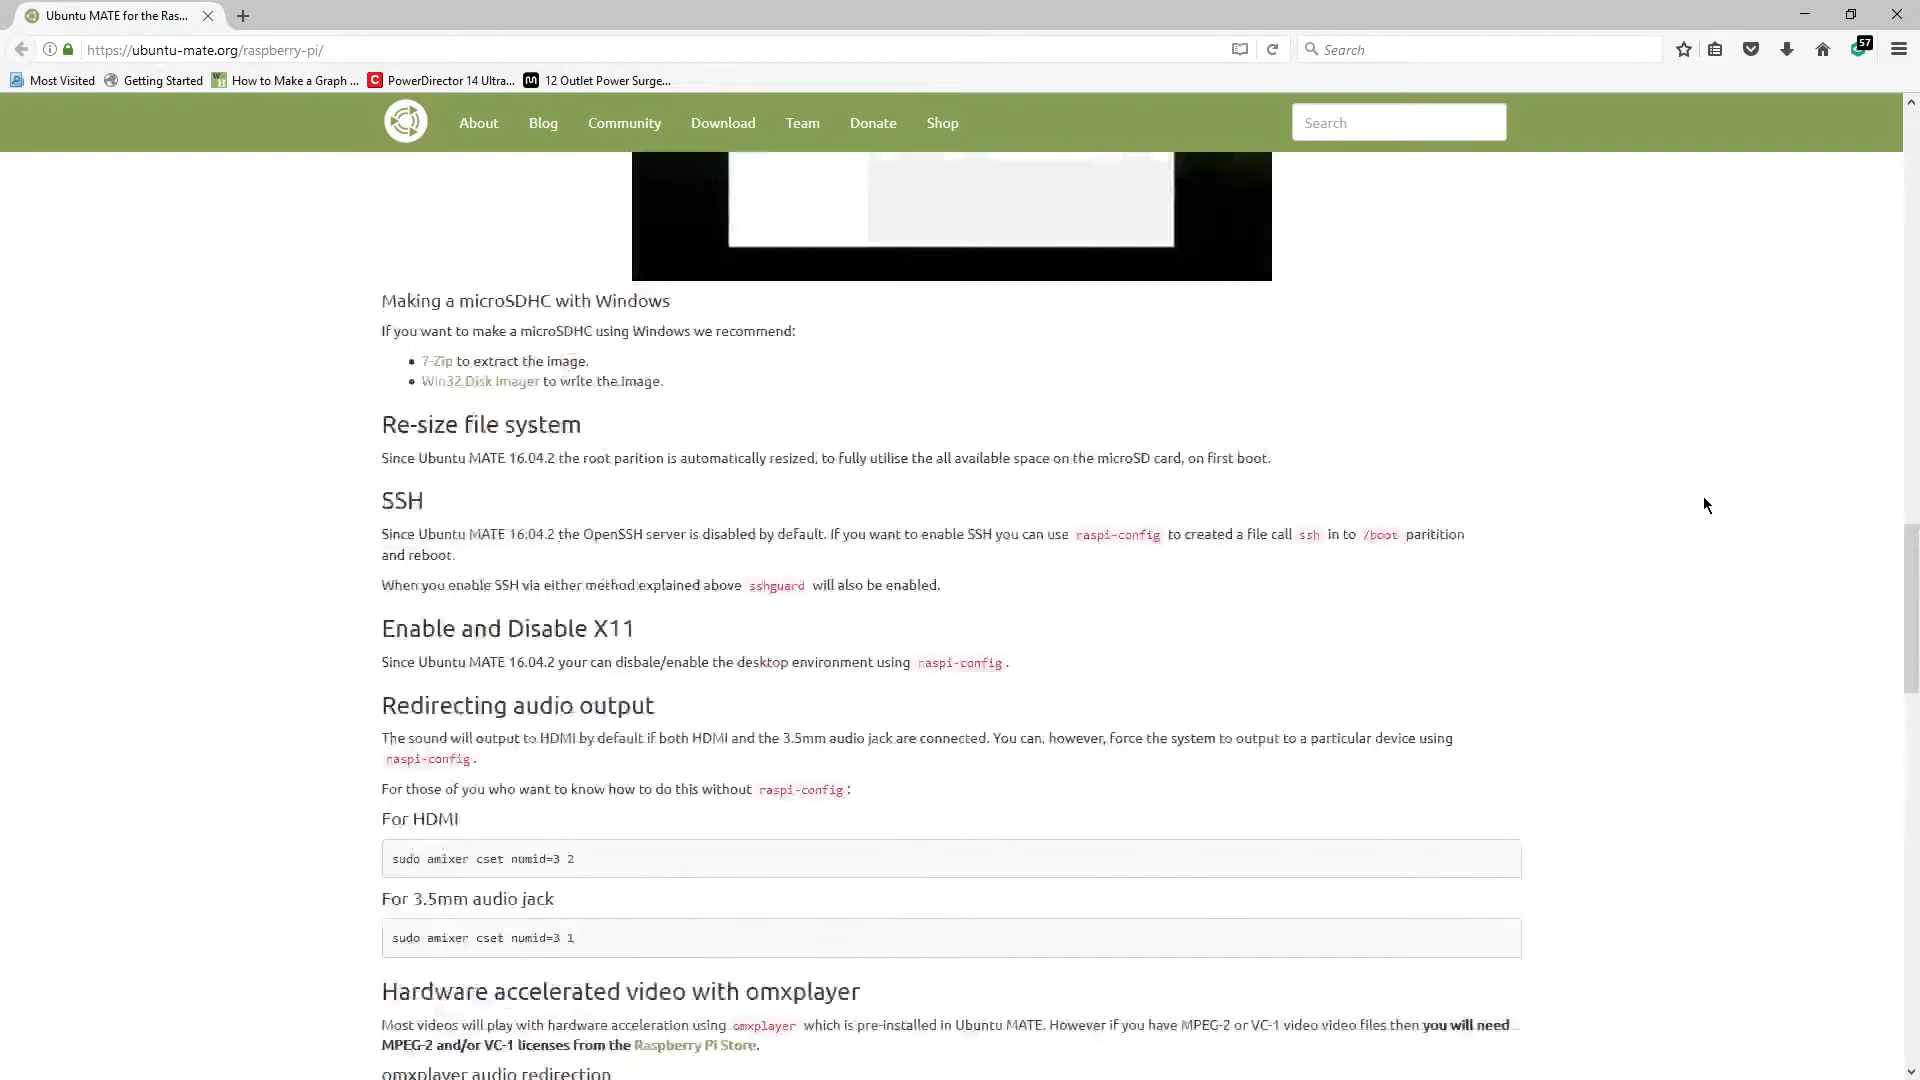 Ubuntu MATE for the Ras...
https://ubuntu-mate.org/raspberry-pi/
Search
57
Most Visited
Getting Started
How to Make a Graph ...
PowerDirector 14 Ultra...
12 Outlet Power Surge...
About
Blog
Community
Download
Team
Donate
Shop
Search
Making a microSDHC with Windows
If you want to make a microSDHC using Windows we recommend:
7-Zip to extract the image.
Win32 Disk Imager to write the image.
Re-size file system
Since Ubuntu MATE 16.04.2 the root parition is automatically resized, to fully utilise the all available space on the microSD card, on first boot.
SSH
Since Ubuntu MATE 16.04.2 the OpenSSH server is disabled by default. If you want to enable SSH you can use raspi-config to created a file call ssh in to /boot parition
and reboot.
When you enable SSH via either method explained above sshguard will also be enabled.
Enable and Disable X11
Since Ubuntu MATE 16.04.2 your can disbale/enable the desktop environment using raspi-config.
Redirecting audio output
The sound will output to HDMI by default if both HDMI and the 3.5mm audio jack are connected. You can, however, force the system to output to a particular device using
raspi-config.
For those of you who want to know how to do this without raspi-config:
For HDMI
sudo amixer cset numid=3 2
For 3.5mm audio jack
sudo amixer cset numid=3 1
Hardware accelerated video with omxplayer
Most videos will play with hardware acceleration using omxplayer which is pre-installed in Ubuntu MATE. However if you have MPEG-2 or VC-1 video video files then you will need
MPEG-2 and/or VC-1 licenses from the Raspberry Pi Store.
omxplayer audio redirection